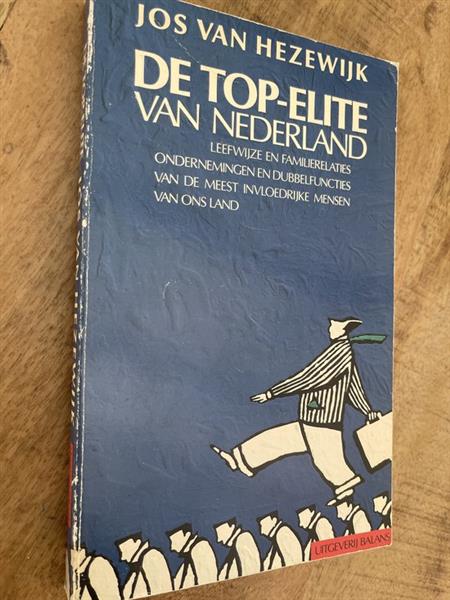 JOS VAN HEZEWIJK
DE TOP-ELITE
VAN NEDERLAND
LEEFWIJZE EN FAMILIERELATIES
ONDERNEMINGEN EN DUBBELFUNCTIES
VAN DE MEEST INVLOEDRIJKE MENSEN
VAN ONS LAND
UITGEVERIJ BALANS